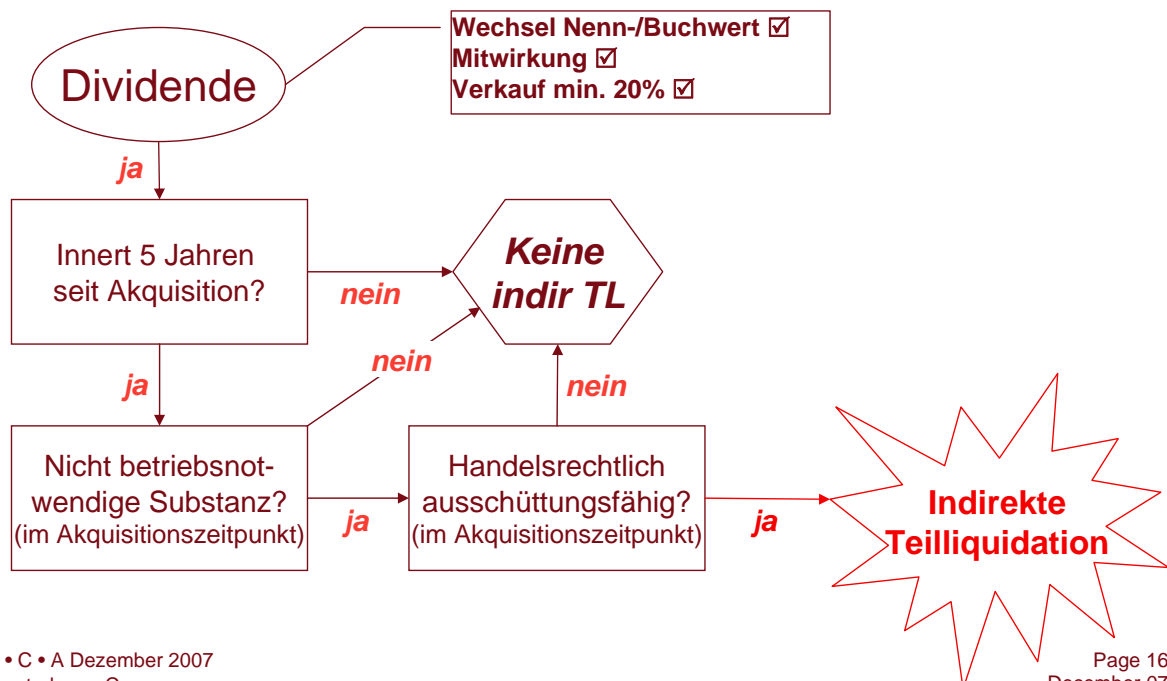 Wechsel Nenn-/Buchwert ☑
Mitwirkung ☑
Verkauf min. 20% ☑
Dividende
ja
Innert 5 Jahren
seit Akquisition?
nein
Keine
indir TL
ja
nein
nein
Nicht betriebsnot-
wendige Substanz?
(im Akquisitionszeitpunkt)
ja
Handelsrechtlich
ausschüttungsfähig?
(im Akquisitionszeitpunkt)
ja
Indirekte
Teilliquidation
• C • A Dezember 2007
Page 16
December 07